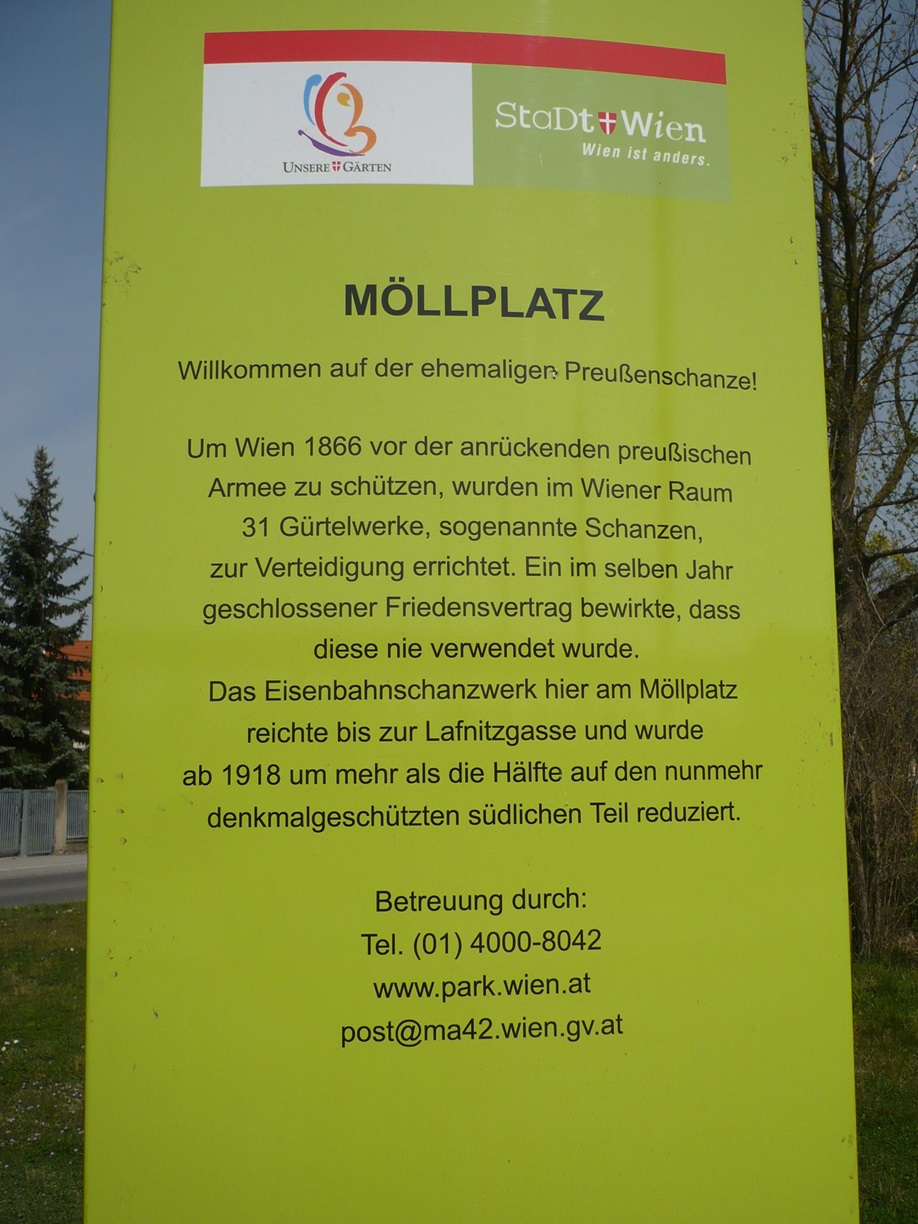 UNSERE GÄRTEN
StaDt Wien
Wien ist anders.
MÖLLPLATZ
Willkommen auf der ehemaligen Preußenschanze!
Um Wien 1866 vor der anrückenden preußischen
Armee zu schützen, wurden im Wiener Raum
31 Gürtelwerke, sogenannte Schanzen,
zur Verteidigung errichtet. Ein im selben Jahr
geschlossener Friedensvertrag bewirkte, dass
diese nie verwendet wurde.
Das Eisenbahnschanzwerk hier am Möllplatz
reichte bis zur Lafnitzgasse und wurde
ab 1918 um mehr als die Hälfte auf den nunmehr
denkmalgeschützten südlichen Teil reduziert.
Betreuung durch:
Tel. (01) 4000-8042
www.park.wien.at
post@ma42.wien.gv.at